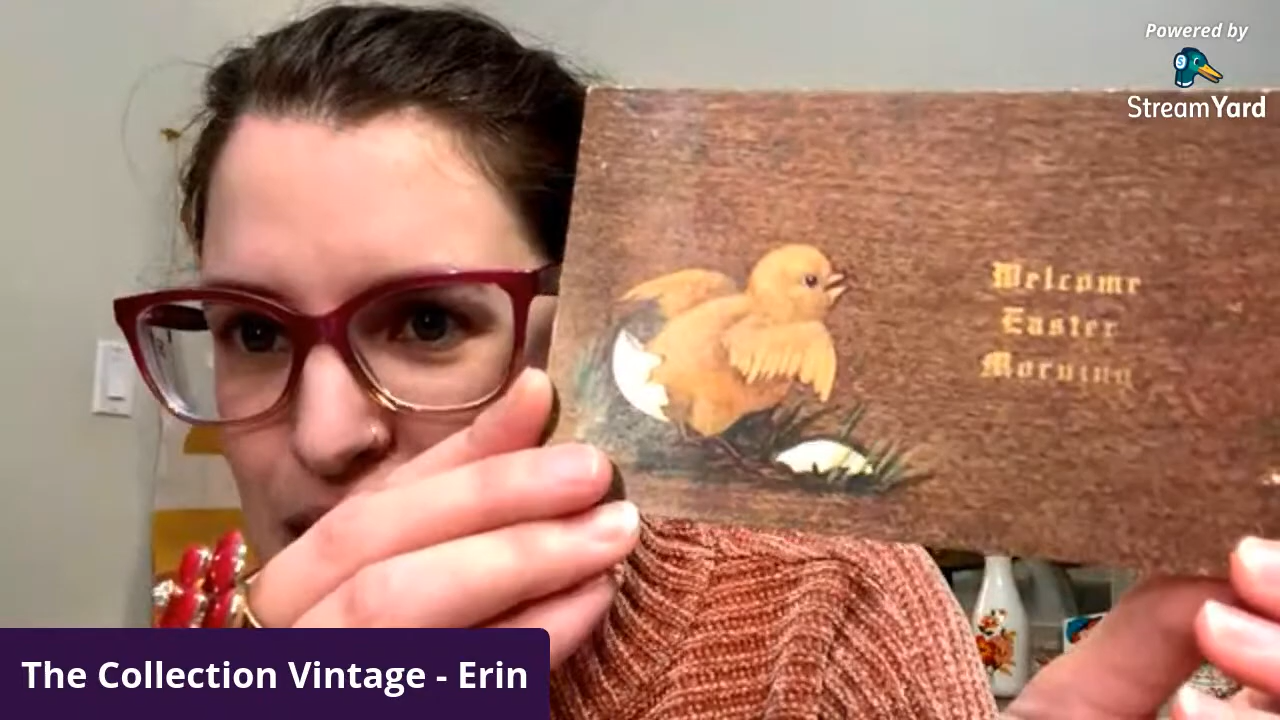 Powered by
StreamYard
Welcome
Easter
Morning
The Collection Vintage - Erin